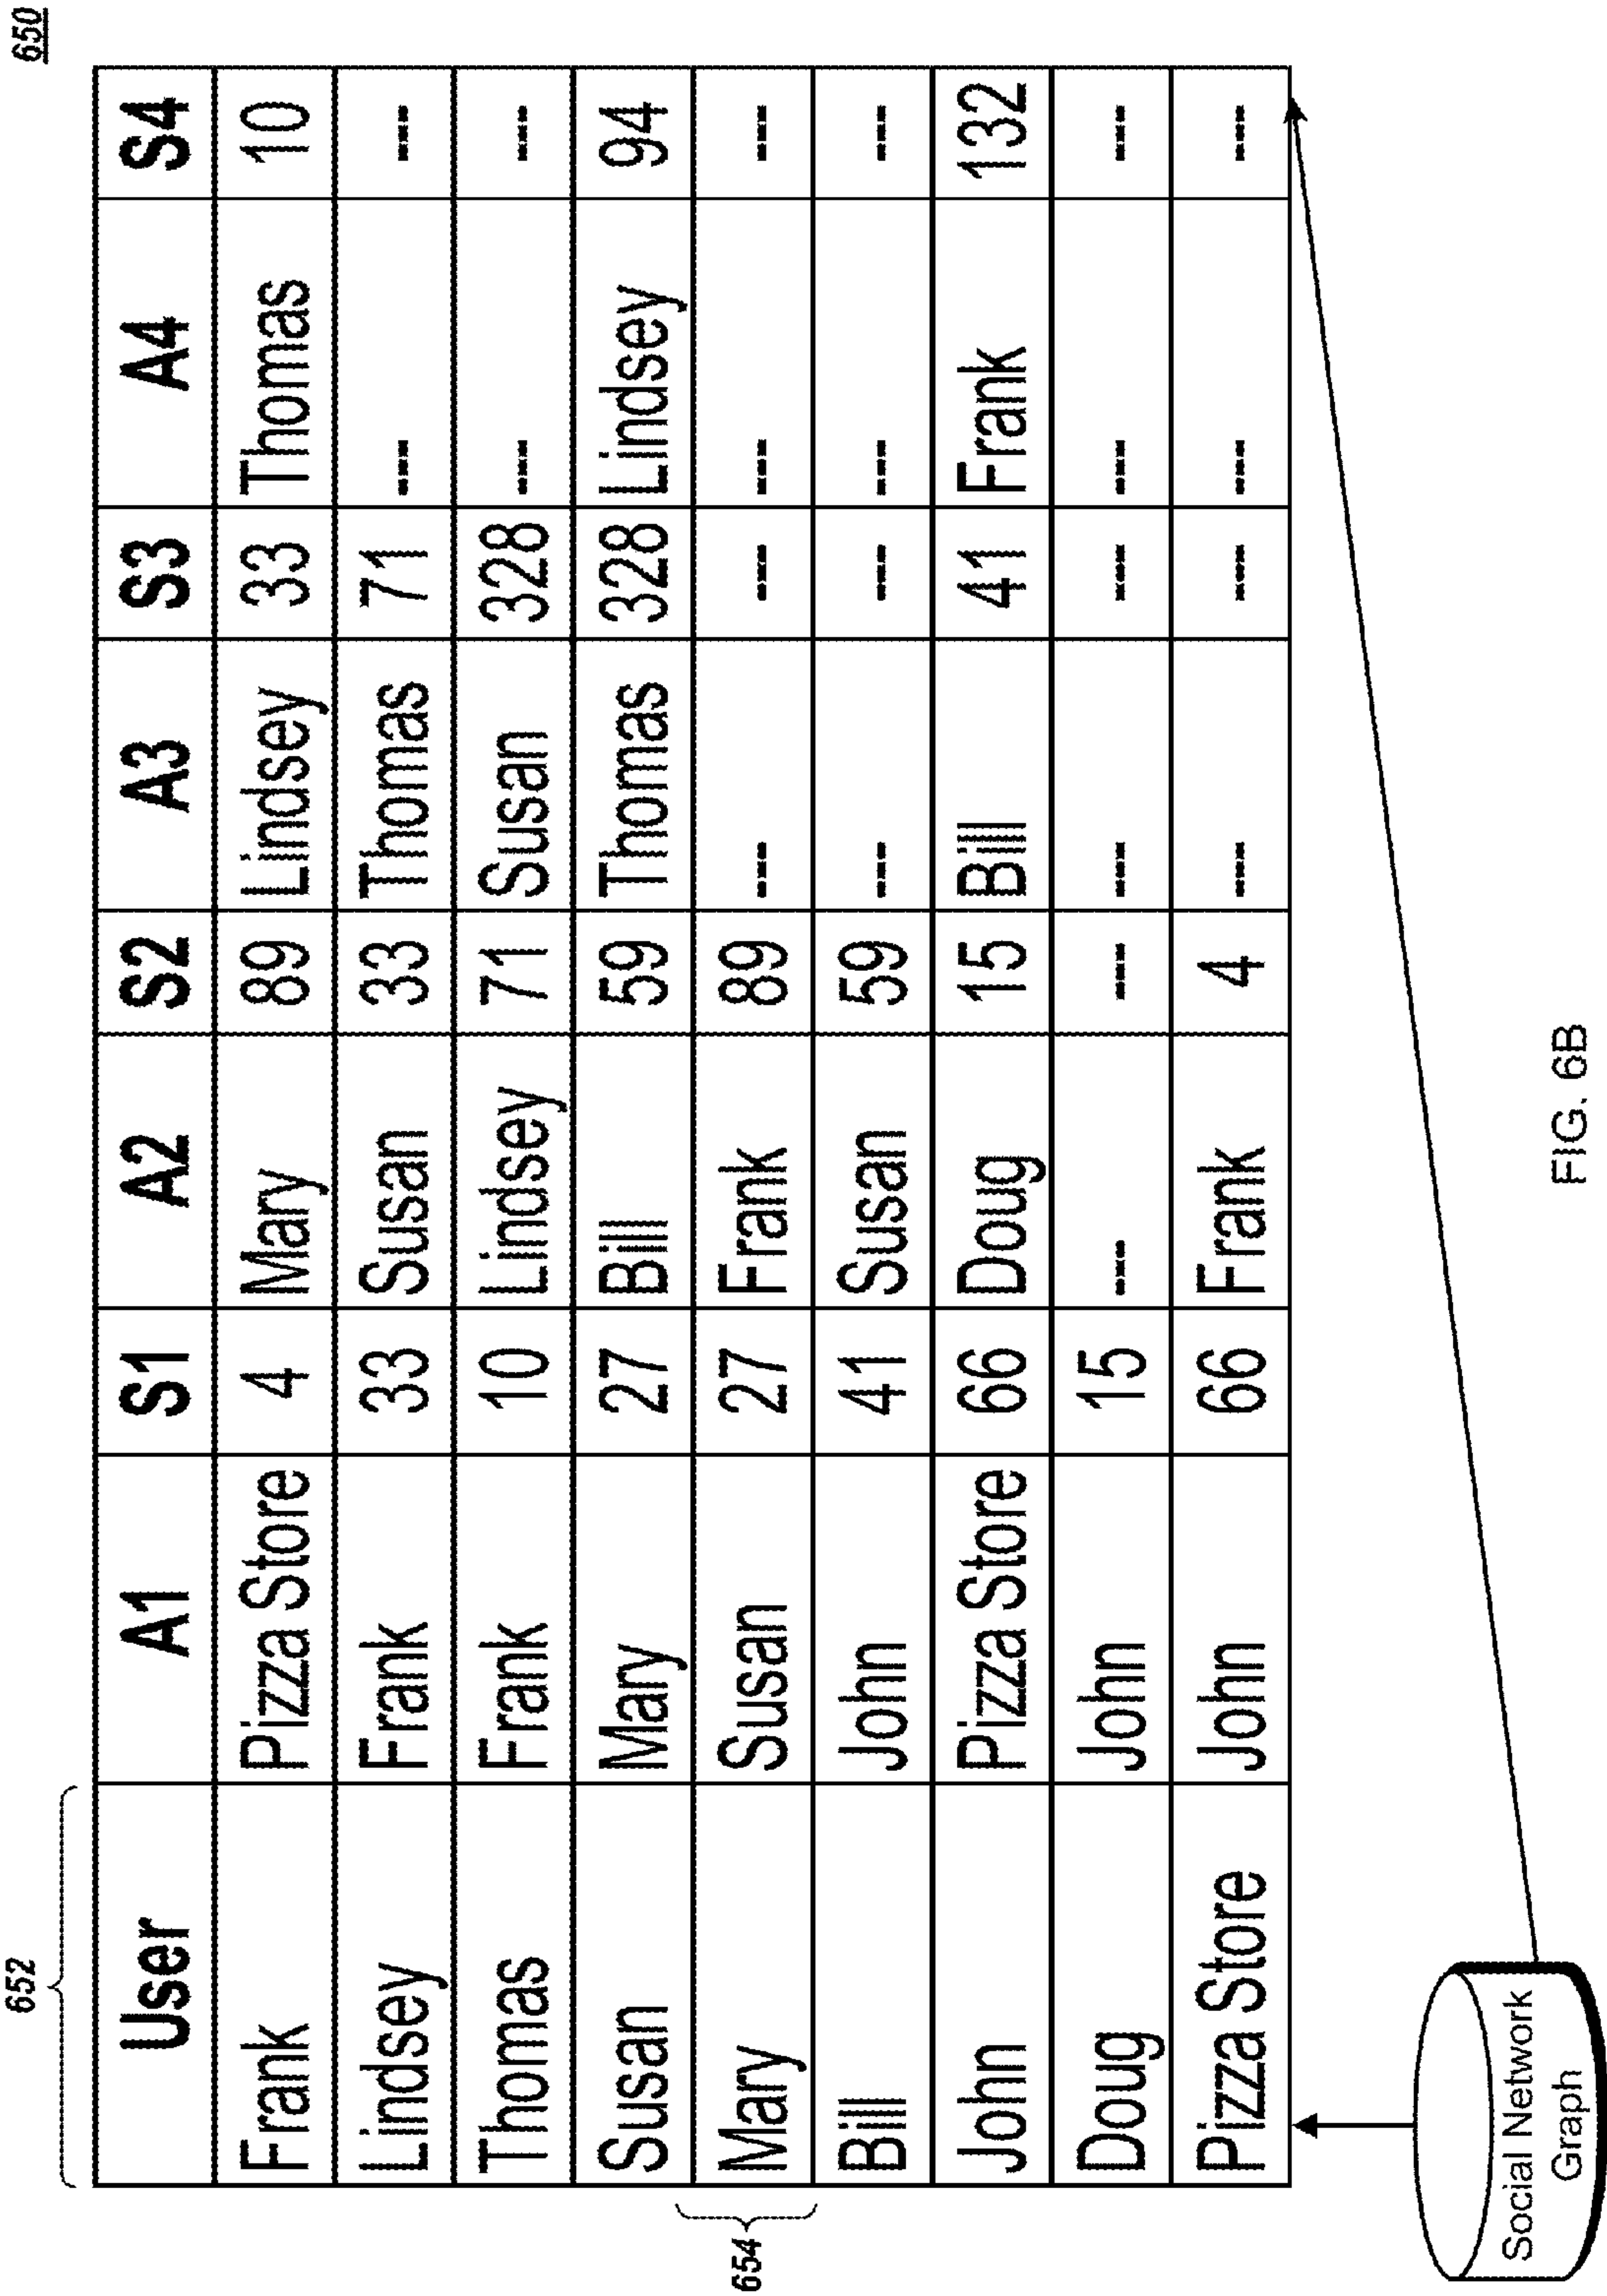 650
652
User A1 S1 A2 S2 A3 S3 A4 S4
Frank Pizza Store 4 Mary 89 Lindsey 33 Thomas 10
Lindsey Frank 33 Susan 33 Thomas 71 ---- ----
Thomas Frank 10 Lindsey 71 Susan 328 ---- ----
Susan Mary 27 Bill 59 Thomas 328 Lindsey 94
654
Mary Susan 27 Frank 89 ---- ---- ---- ----
Bill John 41 Susan 59 ---- ---- ---- ----
John Pizza Store 66 Doug 15 Bill 41 Frank 132
Doug John 15 ---- ---- ---- ---- ---- ----
Pizza Store John 66 Frank 4 ---- ---- ---- ----
Social Network
Graph
FIG. 6B